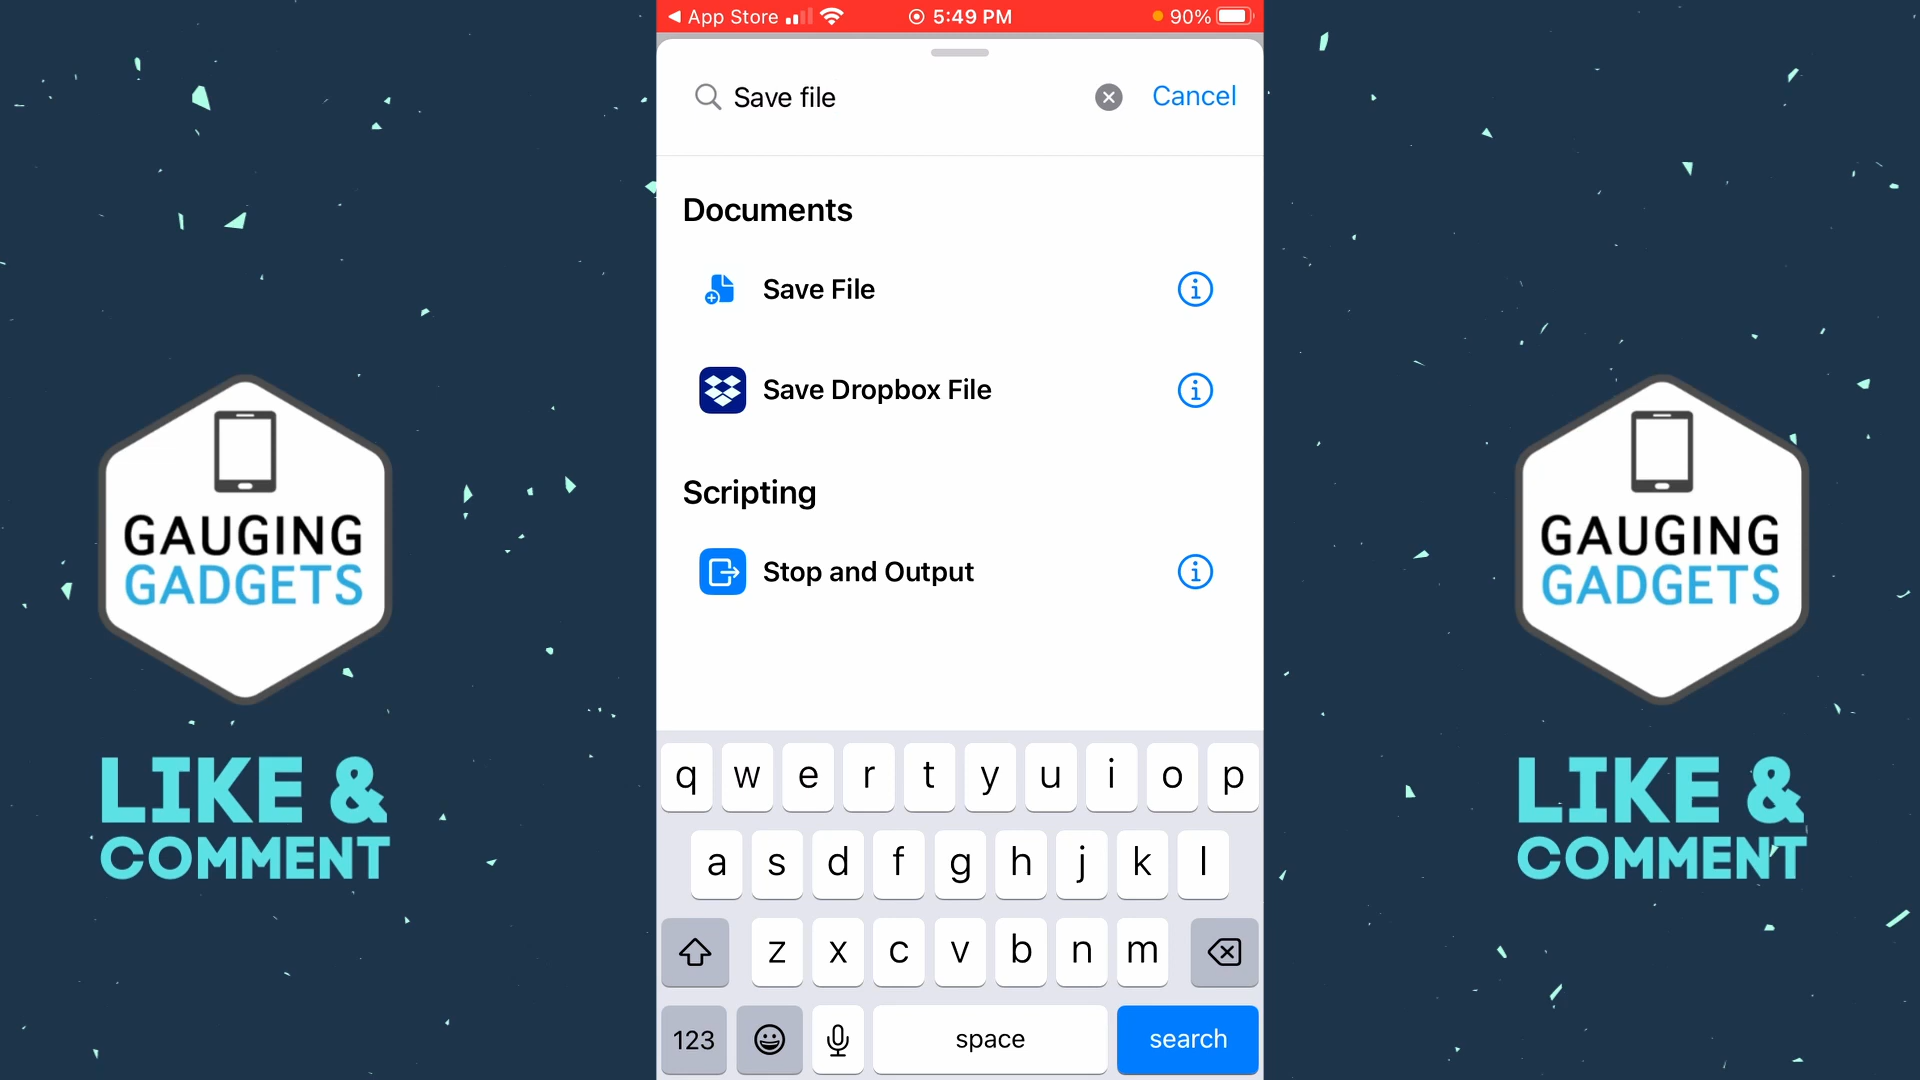 App Store
5:49 PM
90%
Save file
Cancel
Documents
Save File
Save Dropbox File
Scripting
Stop and Output
q w e r t y u i o p
a s d f g h j k l
z x c v b n m
123
space
search
GAUGING
GADGETS
LIKE &
COMMENT
GAUGING
GADGETS
LIKE &
COMMENT